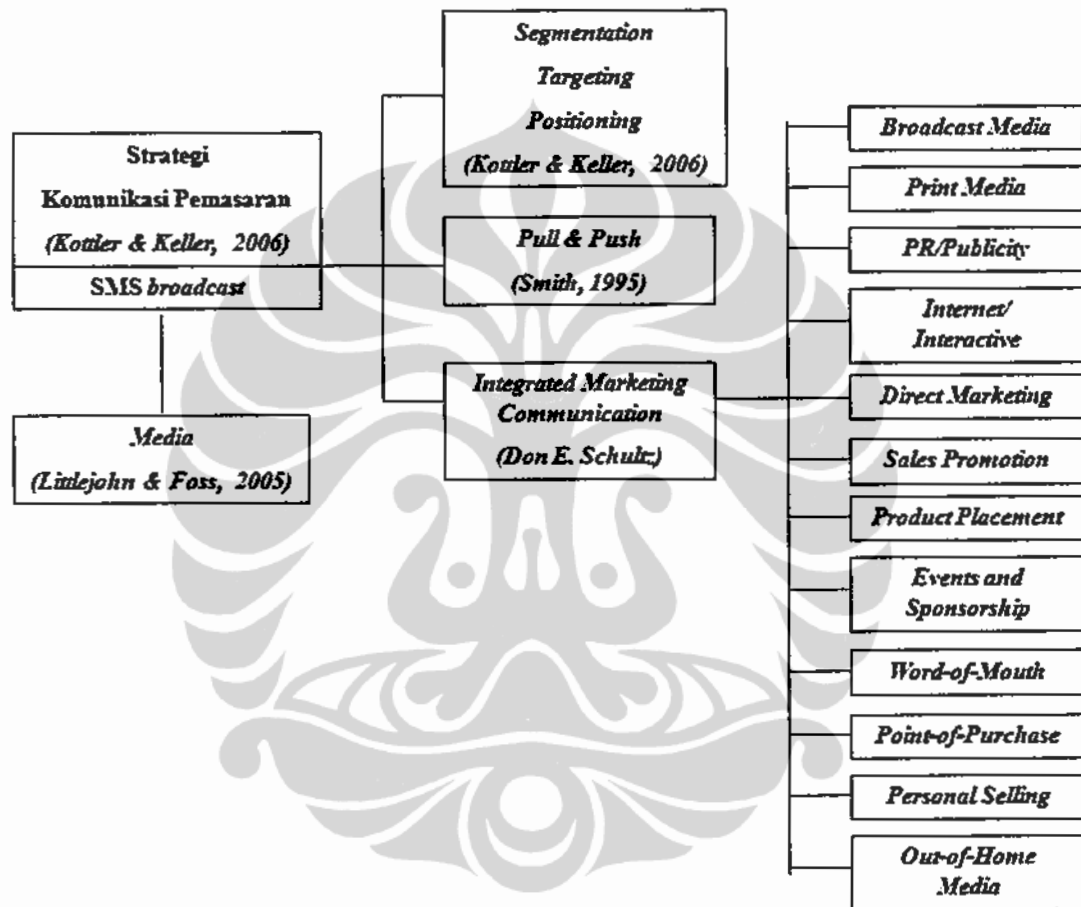 Strategi
Komunikasi Pemasaran
(Kottler & Keller, 2006)
SMS broadcast
Media
(Littlejohn & Foss, 2005)
Segmentation
Targeting
Positioning
(Kottler & Keller, 2006)
Pull & Push
(Smith, 1995)
Integrated Marketing
Communication
(Don E. Schultz)
Broadcast Media
Print Media
PR/Publicity
Internet/
Interactive
Direct Marketing
Sales Promotion
Product Placement
Events and
Sponsorship
Word-of-Mouth
Point-of-Purchase
Personal Selling
Out-of-Home
Media